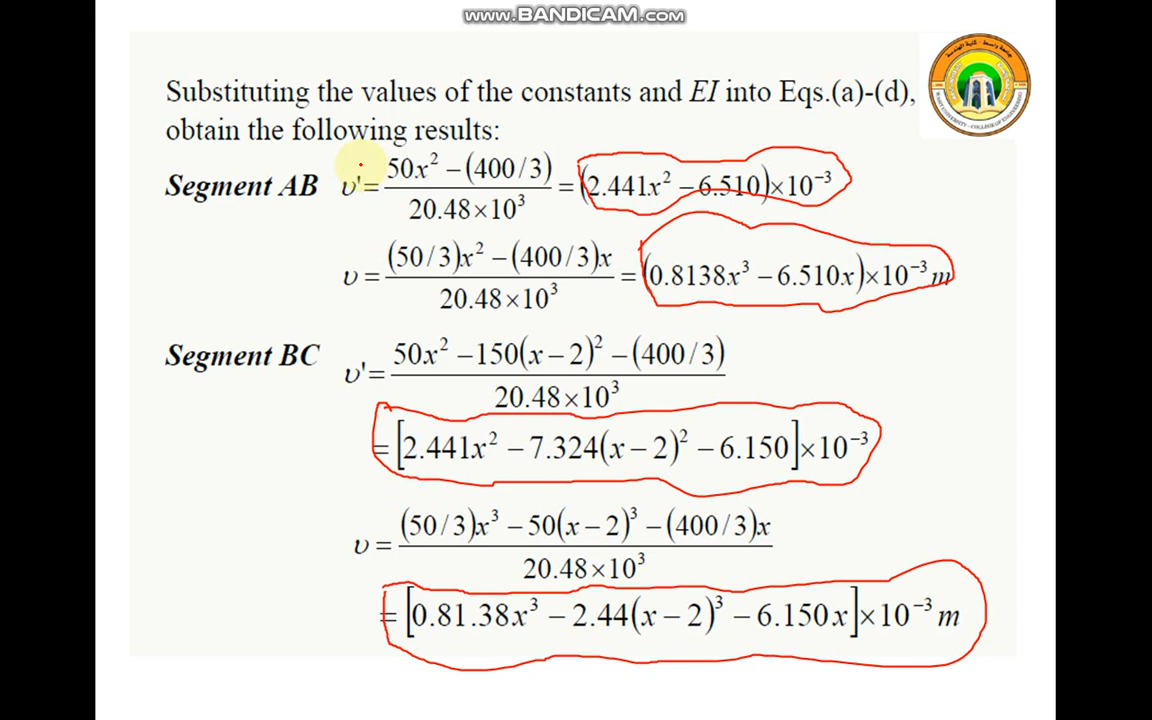 www.BANDICAM.com
Substituting the values of the constants and EI into Eqs.(a)-(d),
obtain the following results:
Segment AB υ'= 50x² −(400/3) / 20.48×10³ = (2.441x² −6.510)×10⁻³
υ = (50/3)x² −(400/3)x / 20.48×10³ = (0.8138x³ −6.510x)×10⁻³ m
Segment BC υ'= 50x² −150(x−2)² −(400/3) / 20.48×10³
= [2.441x² −7.324(x−2)² −6.150]×10⁻³
υ = (50/3)x³ −50(x−2)³ −(400/3)x / 20.48×10³
= [0.81.38x³ −2.44(x−2)³ −6.150x]×10⁻³ m